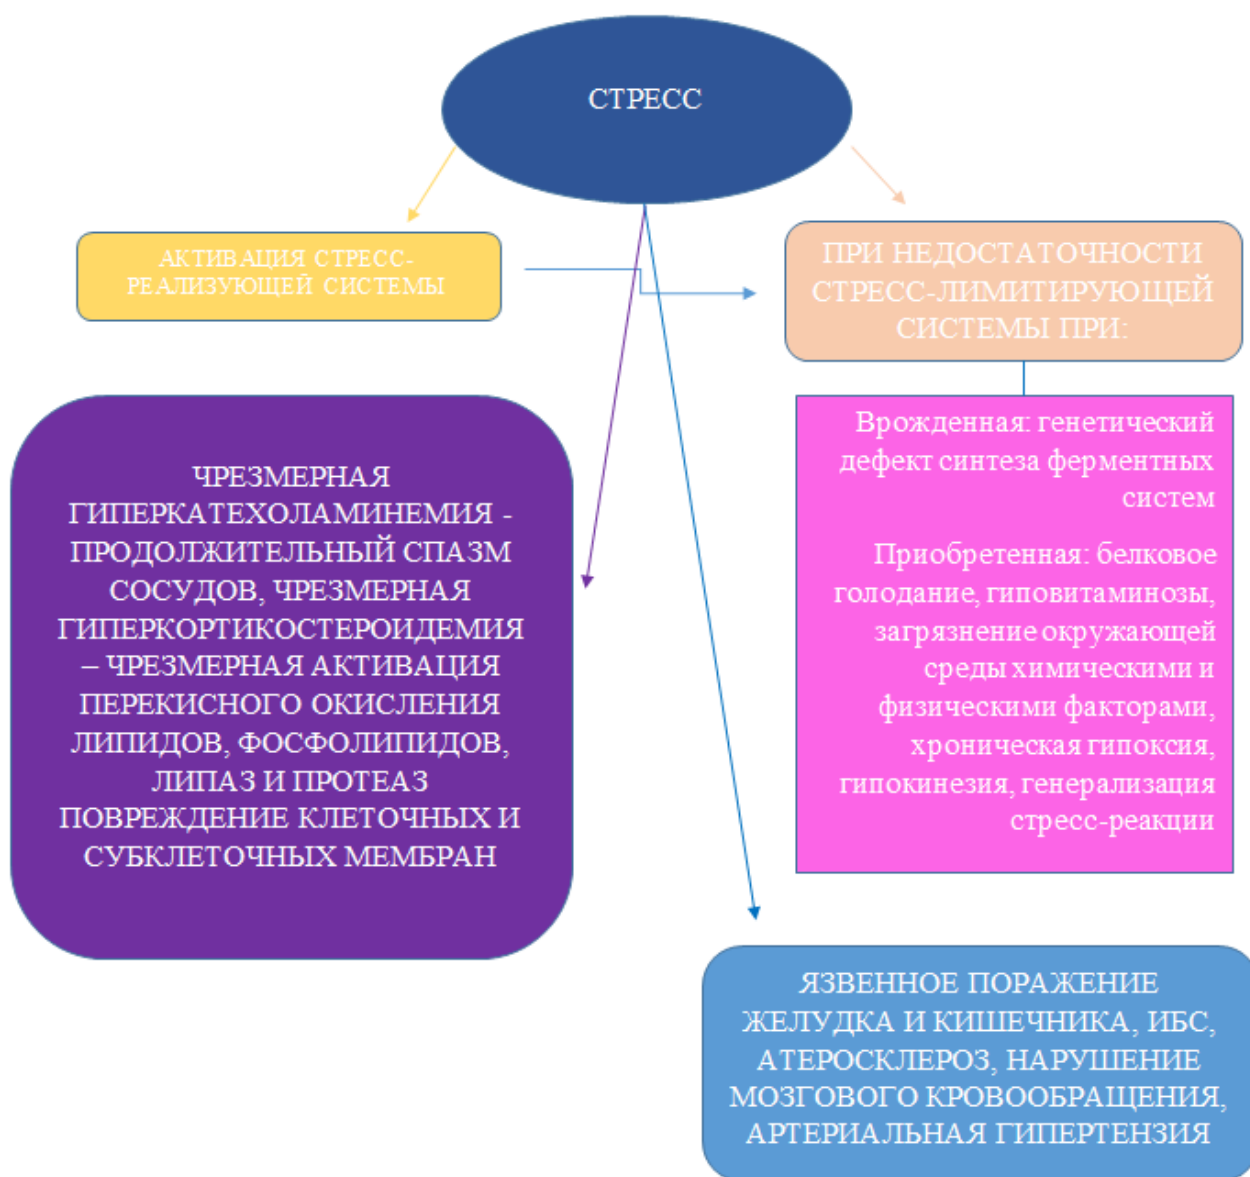 СТРЕСС
АКТИВАЦИЯ СТРЕСС-
РЕАЛИЗУЮЩЕЙ СИСТЕМЫ
ПРИ НЕДОСТАТОЧНОСТИ
СТРЕСС-ЛИМИТИРУЮЩЕЙ
СИСТЕМЫ ПРИ:
ЧРЕЗМЕРНАЯ
ГИПЕРКАТЕХОЛАМИНЕМИЯ -
ПРОДОЛЖИТЕЛЬНЫЙ СПАЗМ
СОСУДОВ, ЧРЕЗМЕРНАЯ
ГИПЕРКОРТИКОСТЕРОИДЕМИЯ
– ЧРЕЗМЕРНАЯ АКТИВАЦИЯ
ПЕРЕКИСНОГО ОКИСЛЕНИЯ
ЛИПИДОВ, ФОСФОЛИПИДОВ,
ЛИПАЗ И ПРОТЕАЗ
ПОВРЕЖДЕНИЕ КЛЕТОЧНЫХ И
СУБКЛЕТОЧНЫХ МЕМБРАН
Врожденная: генетический
дефект синтеза ферментных
систем
Приобретенная: белковое
голодание, гиповитаминозы,
загрязнение окружающей
среды химическими и
физическими факторами,
хроническая гипоксия,
гипокинезия, генерализация
стресс-реакции
ЯЗВЕННОЕ ПОРАЖЕНИЕ
ЖЕЛУДКА И КИШЕЧНИКА, ИБС,
АТЕРОСКЛЕРОЗ, НАРУШЕНИЕ
МОЗГОВОГО КРОВООБРАЩЕНИЯ,
АРТЕРИАЛЬНАЯ ГИПЕРТЕНЗИЯ